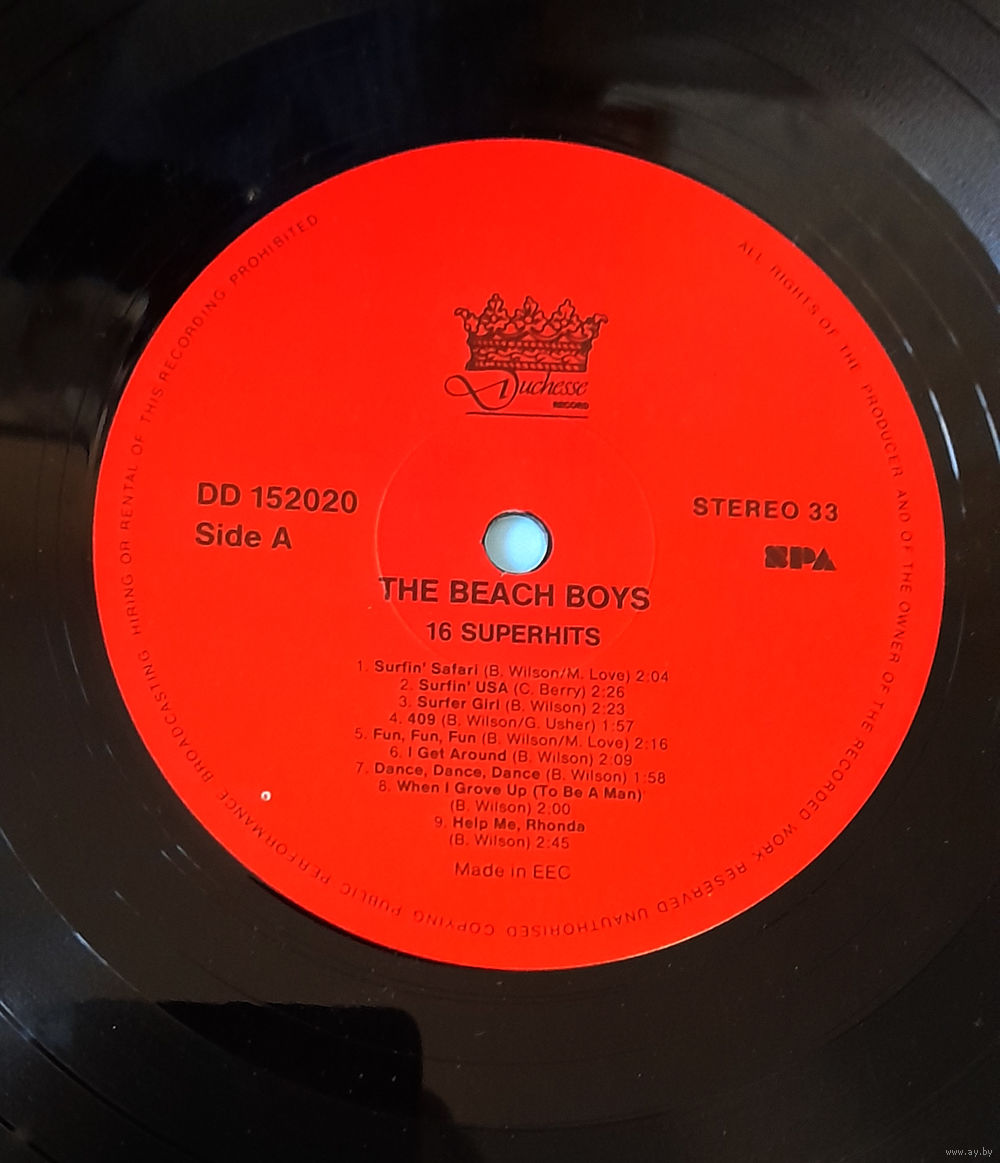 Duchesse
RECORD
DD 152020
Side A
STEREO 33
SPA
THE BEACH BOYS
16 SUPERHITS
1. Surfin' Safari (B. Wilson/M. Love) 2:04
2. Surfin' USA (C. Berry) 2:26
3. Surfer Girl (B. Wilson) 2:23
4. 409 (B. Wilson/G. Usher) 1:57
5. Fun, Fun, Fun (B. Wilson/M. Love) 2:16
6. I Get Around (B. Wilson) 2:09
7. Dance, Dance, Dance (B. Wilson) 1:58
8. When I Grove Up (To Be A Man)
(B. Wilson) 2:00
9. Help Me, Rhonda
(B. Wilson) 2:45
Made in EEC
ALL RIGHTS OF THE PRODUCER AND OF THE OWNER OF THE RECORDED WORK RESERVED UNAUTHORISED COPYING PUBLIC PERFORMANCE BROADCASTING HIRING OR RENTAL OF THIS RECORDING PROHIBITED
www.ay.by